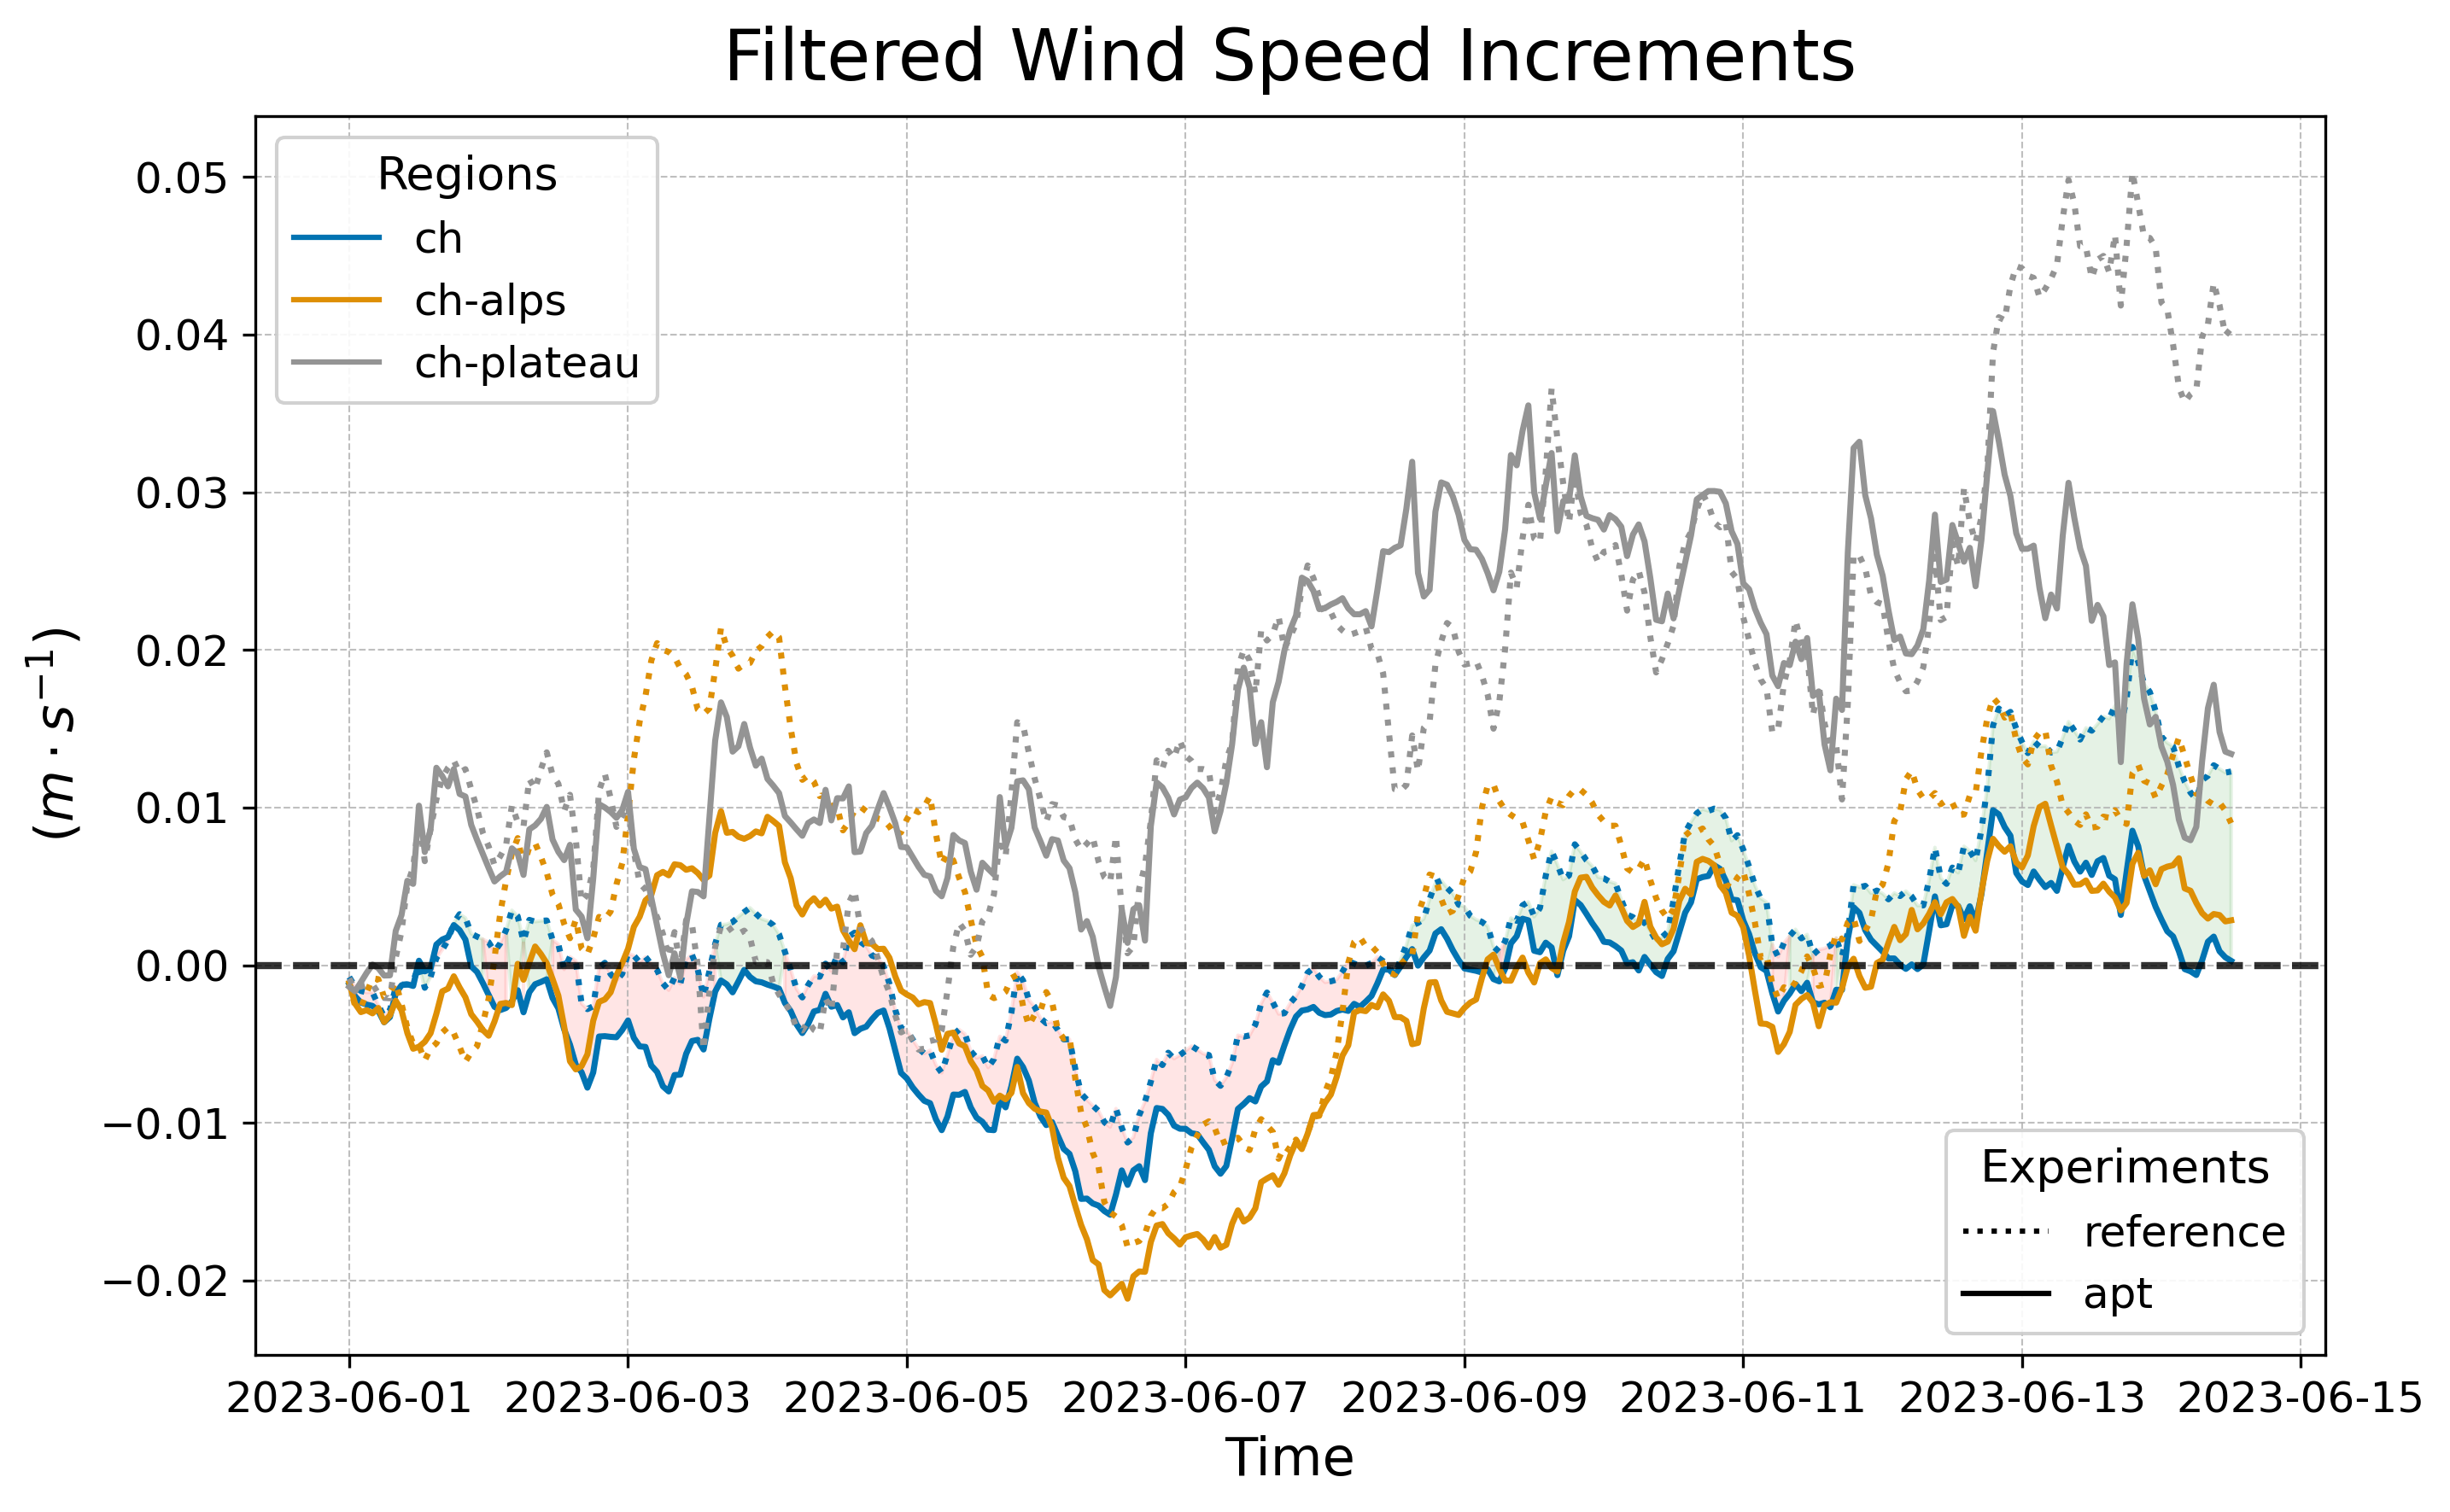 Filtered Wind Speed Increments
Regions
ch
ch-alps
ch-plateau
0.05
0.04
0.03
0.02
0.01
0.00
−0.01
−0.02
(m · s⁻¹)
Experiments
reference
apt
2023-06-01 2023-06-03 2023-06-05 2023-06-07 2023-06-09 2023-06-11 2023-06-13 2023-06-15
Time